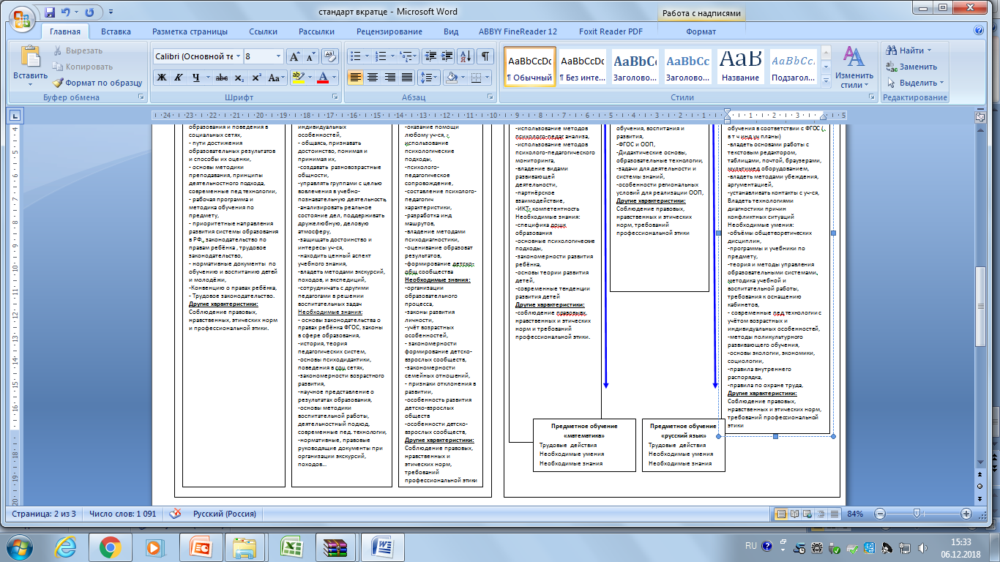 стандарт вкратце - Microsoft Word
Работа с надписями
Главная
Вставка
Разметка страницы
Ссылки
Рассылки
Рецензирование
Вид
ABBYY FineReader 12
Foxit Reader PDF
Формат
Вставить
Вырезать
Копировать
Формат по образцу
Буфер обмена
Calibri (Основной те
8
Шрифт
Абзац
АаBbCcDc
¶ Обычный
АаBbCcDc
¶ Без инте...
AaBbC
Заголово...
AaBbCc
Заголово...
AaB
Название
AaBbCc.
Подзагол...
Изменить
стили
Стили
Найти
Заменить
Выделить
Редактирование
образования и поведения в
социальных сетях,
- пути достижения
образовательных результатов
и способы их оценки,
- основы методики
преподавания, принципы
деятельностного подхода,
современные пед технологии,
- рабочая программа и
методика обучения по
предмету,
- приоритетные направления
развития системы образования
в РФ, законодательство по
правам ребёнка , трудовое
законодательство,
- нормативные документы по
обучению и воспитанию детей
и молодёжи,
-Конвенцию о правах ребёнка,
- Трудовое законодательство.
Другие характеристики:
Соблюдение правовых,
нравственных, этических норм
и профессиональной этики.
индивидуальных
особенностей,
- общаясь, признавать
достоинство, понимая и
принимая их,
-создавать разновозрастные
общности,
-управлять группами с целью
вовлечения в учебно-
познавательную деятельность,
-анализировать реальное
состояние дел, поддерживать
дружелюбную, деловую
атмосферу,
-защищать достоинство и
интересы уч-ся,
-находить ценный аспект
учебного знания,
-владеть методами экскурсий,
походов, и экспедиций,
-сотрудничать с другими
педагогами в решении
воспитательных задач
Необходимые знания:
- основы законодательства о
правах ребёнка ФГОС, законы
в сфере образования,
-история, теория
педагогических систем,
-основы психодидактики,
поведения в соц сетях,
-закономерности возрастного
развития,
-научное представление о
результатах образования,
-основы методики
воспитательной работы,
деятельностный подход,
современные пед. технологии,
-нормативные, правовые
руководящие документы при
организации экскурсий,
походов...
-оказание помощи
любому уч-ся, -
использование
психологические
подходы,
-психолого-
педагогическое
сопровождение,
-составление психолого-
педагогич
характеристики,
-разработка инд
машрутов,
-владение методами
психодиагностики,
-оценивание образоват
результатов,
-формирование детско-
общ сообщества
Необходимые знания:
-организации
образовательного
процесса,
-законы развития
личности,
-учёт возрастных
особенностей,
- закономерности
формирование детско-
взрослых сообществ,
-закономерности
семейных отношений,
- признаки отклонения в
развитии,
-особенность развития
детско-взрослых
обществ
-особенности детско-
взрослых сообществ,
Другие характеристики:
Соблюдение правовых,
нравственных и
этических норм,
требований
профессиональной этики
-использование методов
психолого-педаг анализа,
-использование методов
психолого-педагогического
мониторинга,
-владение видами
развивающей
деятельности,
-партнёрское
взаимодействие,
-ИКТ- компетентность
Необходимые знания:
-специфика дошк
образования
-основные психологические
подходы,
-закономерности развития
ребёнка,
-основы теории развития
детей,
-современные тенденции
развития детей
Другие характеристики:
-соблюдение правовых,
нравственных и этических
норм и требований
профессиональной этики.
обучения, воспитания и
развития,
-ФГОС и ООП,
-Дидактические основы,
образовательные технологии,
-задачи для деятельности и
системы знаний,
-особенности региональных
условий для реализации ООП,
Другие характеристики:
Соблюдение правовых,
нравственных и этических
норм, требований
профессиональной этики
обучения в соответствии с ФГОС (,
в т ч инд уч планы)
-владеть основами работы с
текстовым редактором,
таблицами, почтой, браузерами,
мультимед оборудованием,
-владеть методами убеждения,
аргументацией,
-устанавливать контакты с уч-ся,
Владеть технологиями
диагностики причин
конфликтных ситуаций
Необходимые умения:
-объёмы общетеоретических
дисциплин,
-программы и учебники по
предмету,
-теория и методы управления
образовательными системами,
методика учебной и
воспитательной работы,
требования к оснащению
кабинетов,
- современные пед технологии с
учётом возрастных и
индивидуальных особенностей,
-методы поликультурного
развивающего обучения,
-основы экологии, экономики,
социологии,
-правила внутреннего
распорядка,
-правила по охране труда,
Другие характеристики:
Соблюдение правовых,
нравственных и этических норм,
требований профессиональной
этики
Предметное обучение
«математика»
Трудовые действия
Необходимые умения
Необходимые знания
Предметное обучение
«русский язык»
Трудовые действия
Необходимые умения
Необходимые знания
Страница: 2 из 3
Число слов: 1 091
Русский (Россия)
84%
RU
15:33
06.12.2018